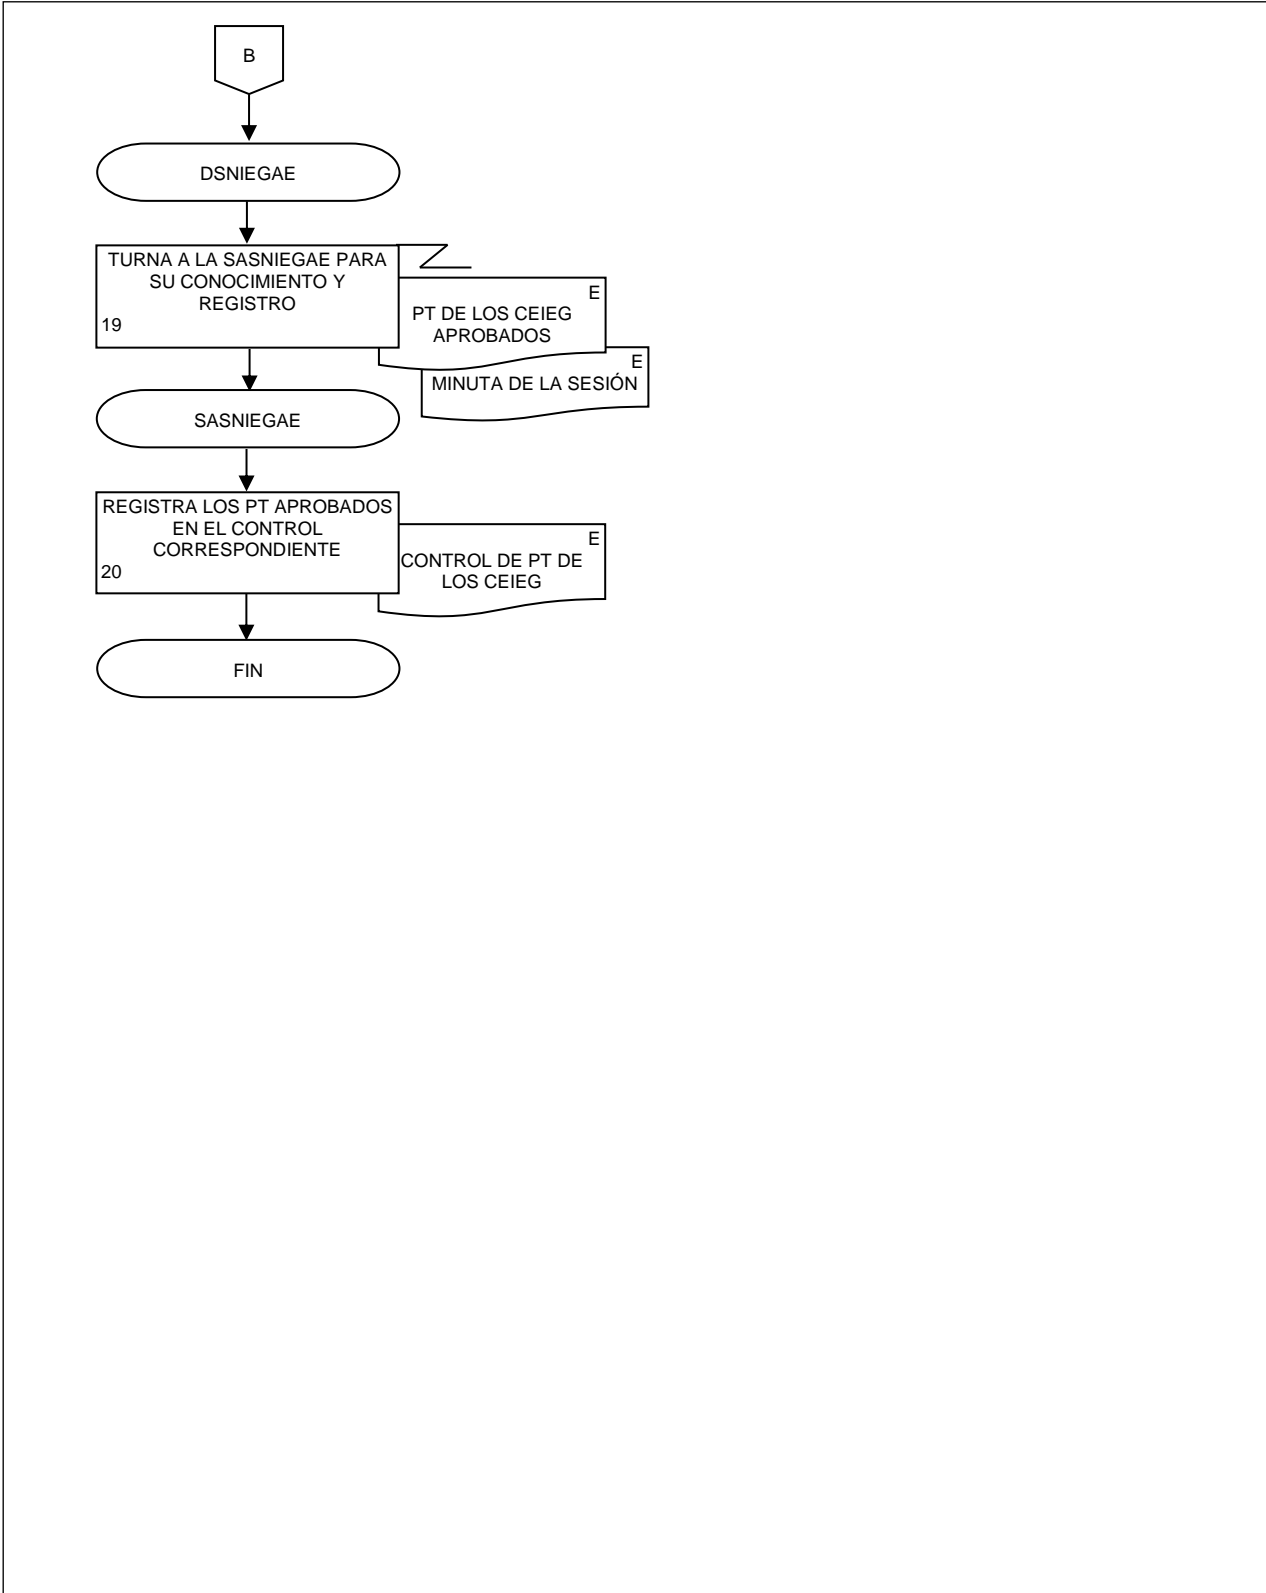 B
DSNIEGAE
TURNA A LA SASNIEGAE PARA
SU CONOCIMIENTO Y
REGISTRO
19
E
PT DE LOS CEIEG
APROBADOS
E
MINUTA DE LA SESIÓN
SASNIEGAE
REGISTRA LOS PT APROBADOS
EN EL CONTROL
CORRESPONDIENTE
20
E
CONTROL DE PT DE
LOS CEIEG
FIN